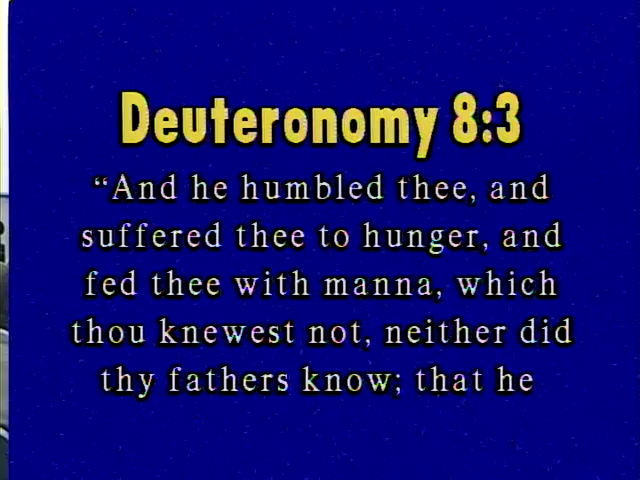 Deuteronomy 8:3
“And he humbled thee, and
suffered thee to hunger, and
fed thee with manna, which
thou knewest not, neither did
thy fathers know; that he